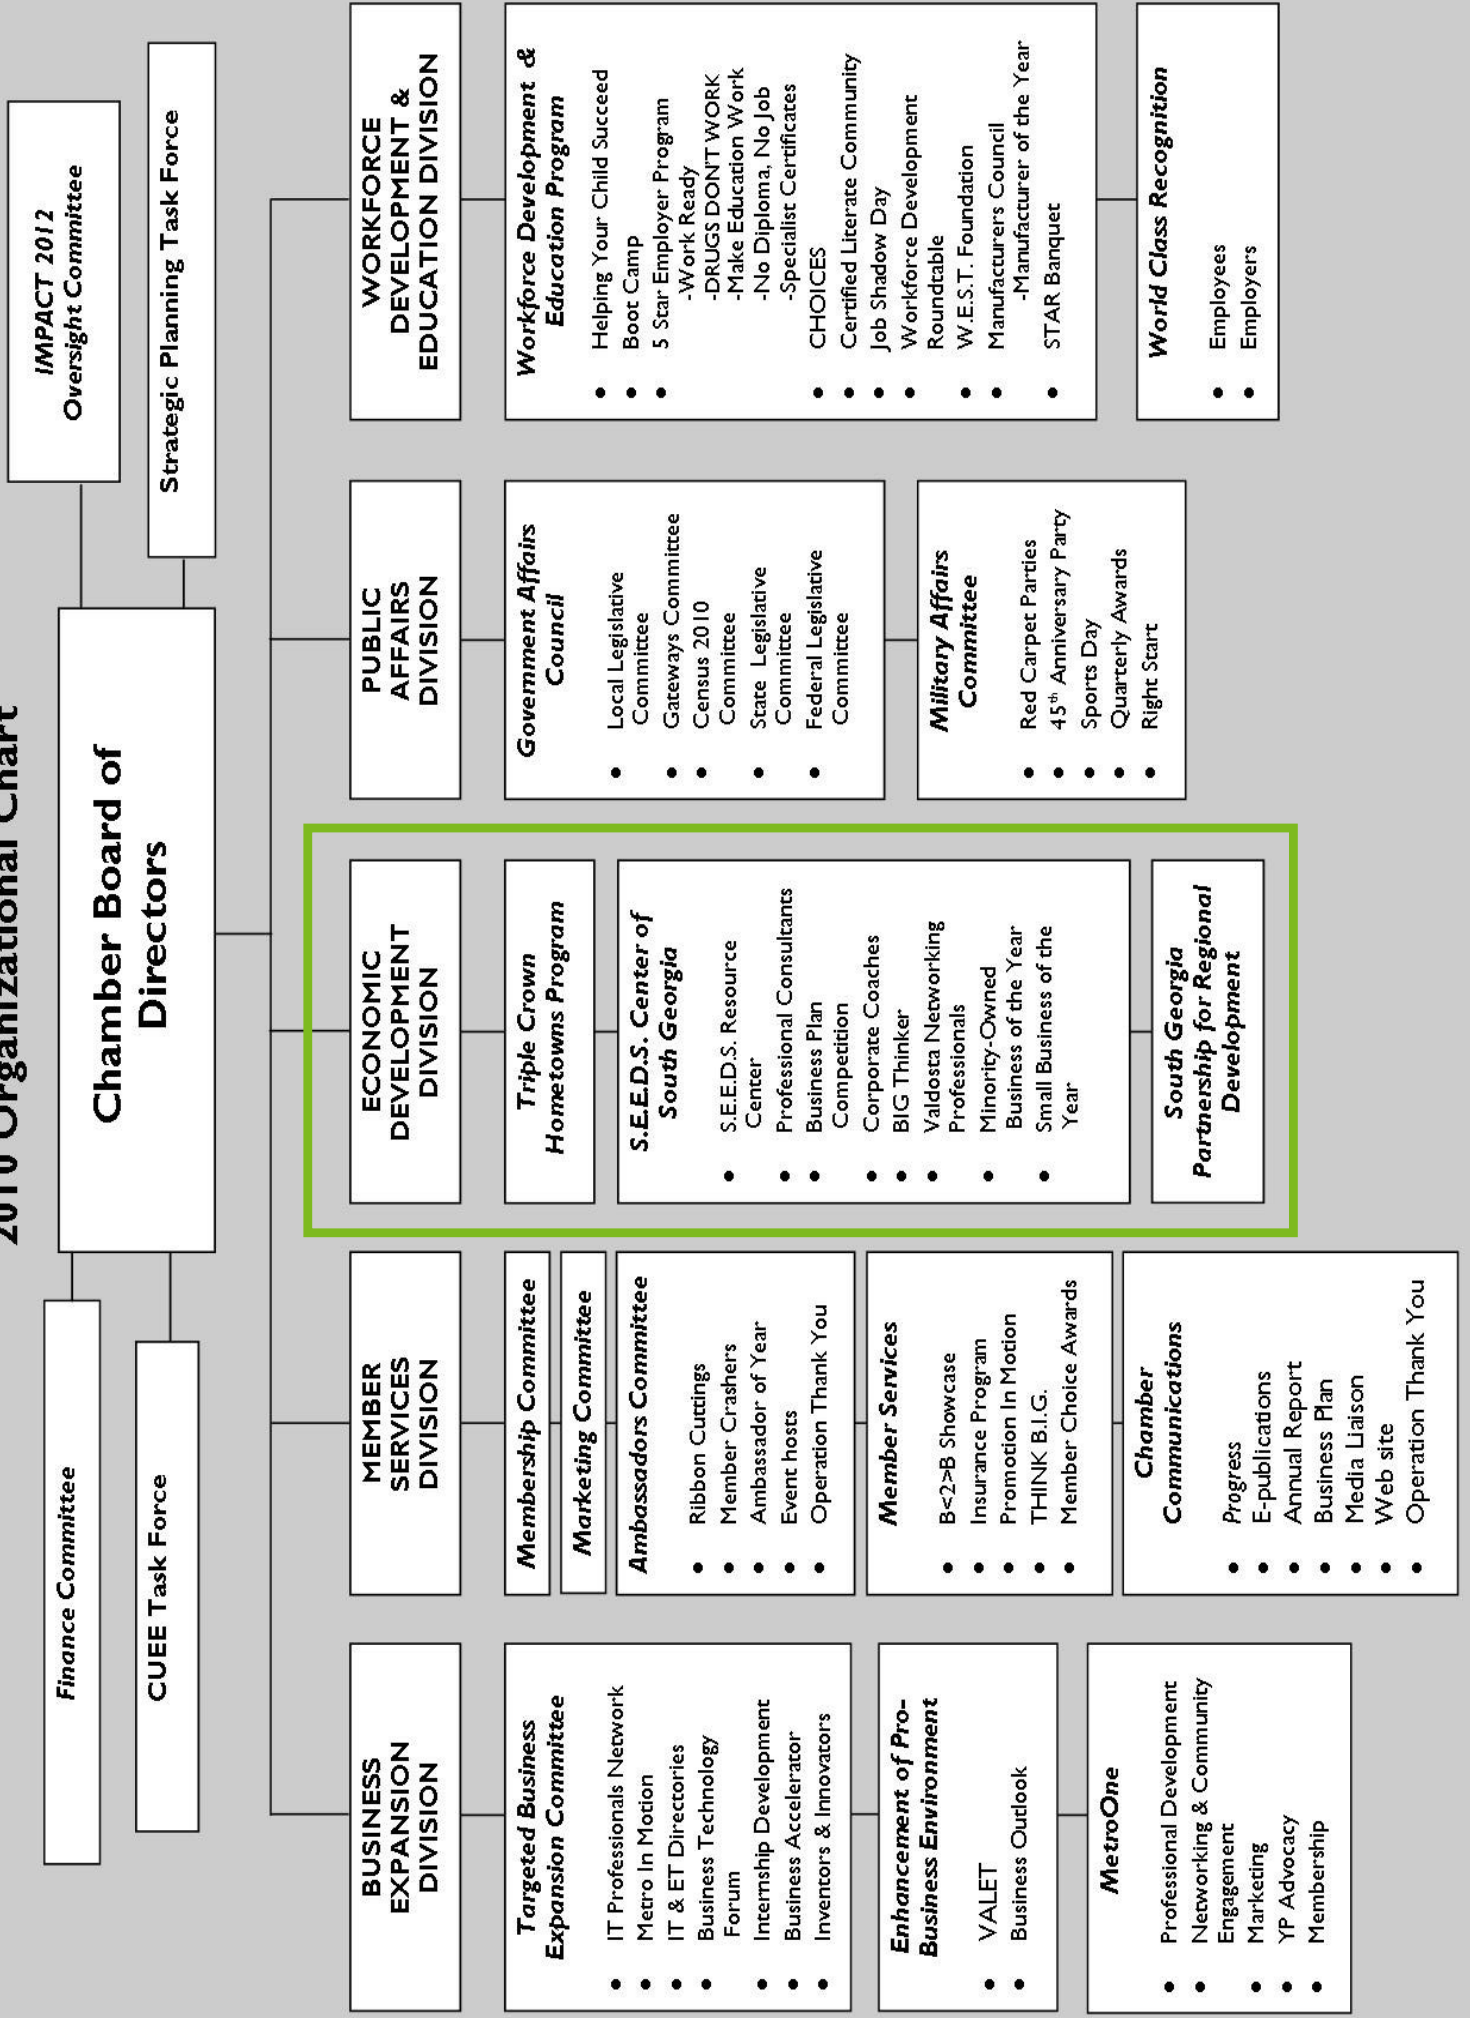 2010 Organizational Chart
Chamber Board of
Directors
Finance Committee
CUEE Task Force
IMPACT 2012
Oversight Committee
Strategic Planning Task Force
BUSINESS
EXPANSION
DIVISION
Targeted Business
Expansion Committee
• IT Professionals Network
• Metro In Motion
• IT & ET Directories
• Business Technology
Forum
• Internship Development
• Business Accelerator
• Inventors & Innovators
Enhancement of Pro-
Business Environment
• VALET
• Business Outlook
MetroOne
• Professional Development
• Networking & Community
Engagement
• Marketing
• YP Advocacy
• Membership
MEMBER
SERVICES
DIVISION
Membership Committee
Marketing Committee
Ambassadors Committee
• Ribbon Cuttings
• Member Crashers
• Ambassador of Year
• Event hosts
• Operation Thank You
Member Services
• B<2>B Showcase
• Insurance Program
• Promotion In Motion
• THINK B.I.G.
• Member Choice Awards
Chamber
Communications
• Progress
• E-publications
• Annual Report
• Business Plan
• Media Liaison
• Web site
• Operation Thank You
ECONOMIC
DEVELOPMENT
DIVISION
Triple Crown
Hometowns Program
S.E.E.D.S. Center of
South Georgia
• S.E.E.D.S. Resource
Center
• Professional Consultants
• Business Plan
Competition
• Corporate Coaches
• BIG Thinker
• Valdosta Networking
Professionals
• Minority-Owned
Business of the Year
• Small Business of the
Year
South Georgia
Partnership for Regional
Development
PUBLIC
AFFAIRS
DIVISION
Government Affairs
Council
• Local Legislative
Committee
• Gateways Committee
• Census 2010
Committee
• State Legislative
Committee
• Federal Legislative
Committee
Military Affairs
Committee
• Red Carpet Parties
• 45th Anniversary Party
• Sports Day
• Quarterly Awards
• Right Start
WORKFORCE
DEVELOPMENT &
EDUCATION DIVISION
Workforce Development &
Education Program
• Helping Your Child Succeed
• Boot Camp
• 5 Star Employer Program
-Work Ready
-DRUGS DON'T WORK
-Make Education Work
-No Diploma, No Job
-Specialist Certificates
• CHOICES
• Certified Literate Community
• Job Shadow Day
• Workforce Development
Roundtable
• W.E.S.T. Foundation
• Manufacturers Council
-Manufacturer of the Year
• STAR Banquet
World Class Recognition
• Employees
• Employers